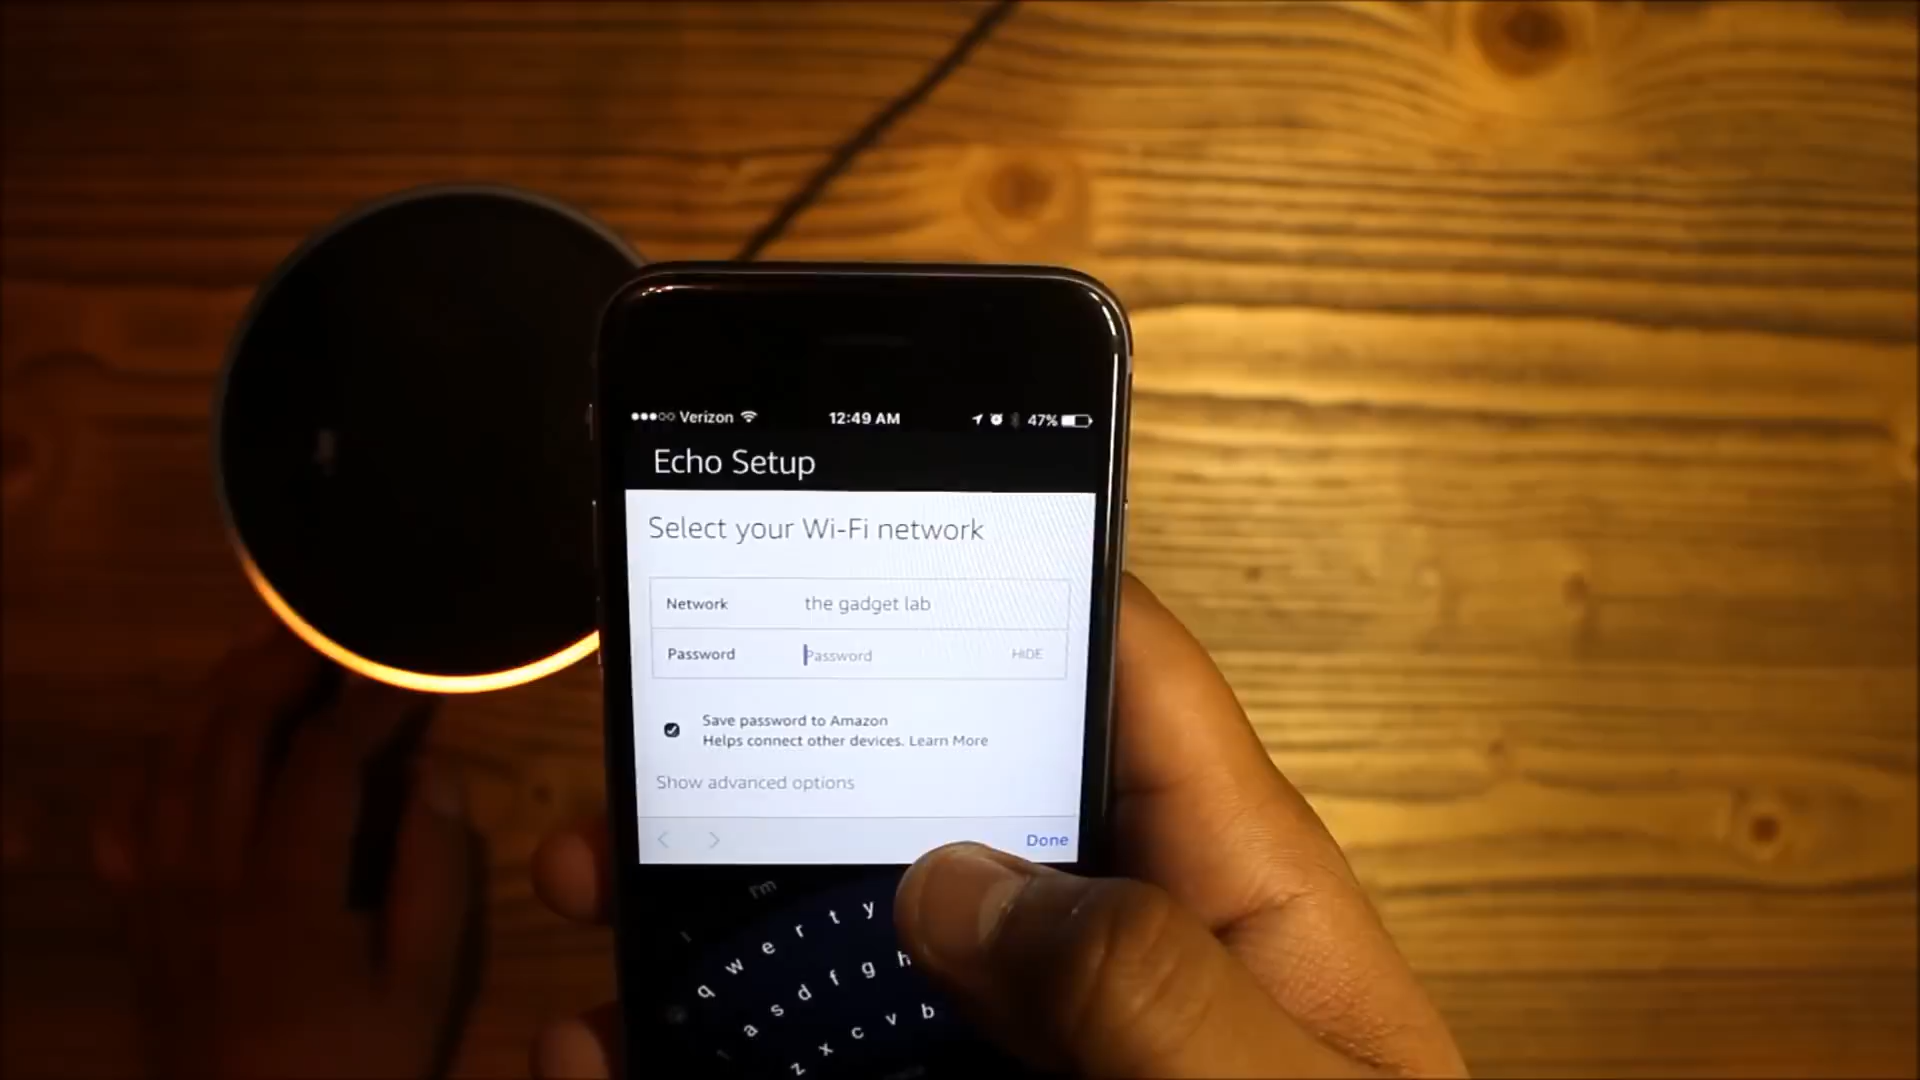 Verizon 12:49 AM 47%
Echo Setup
Select your Wi-Fi network
Network the gadget lab
Password Password HIDE
Save password to Amazon
Helps connect other devices. Learn More
Show advanced options
< > Done
I'm
q w e r t y
a s d f g h
z x c v b